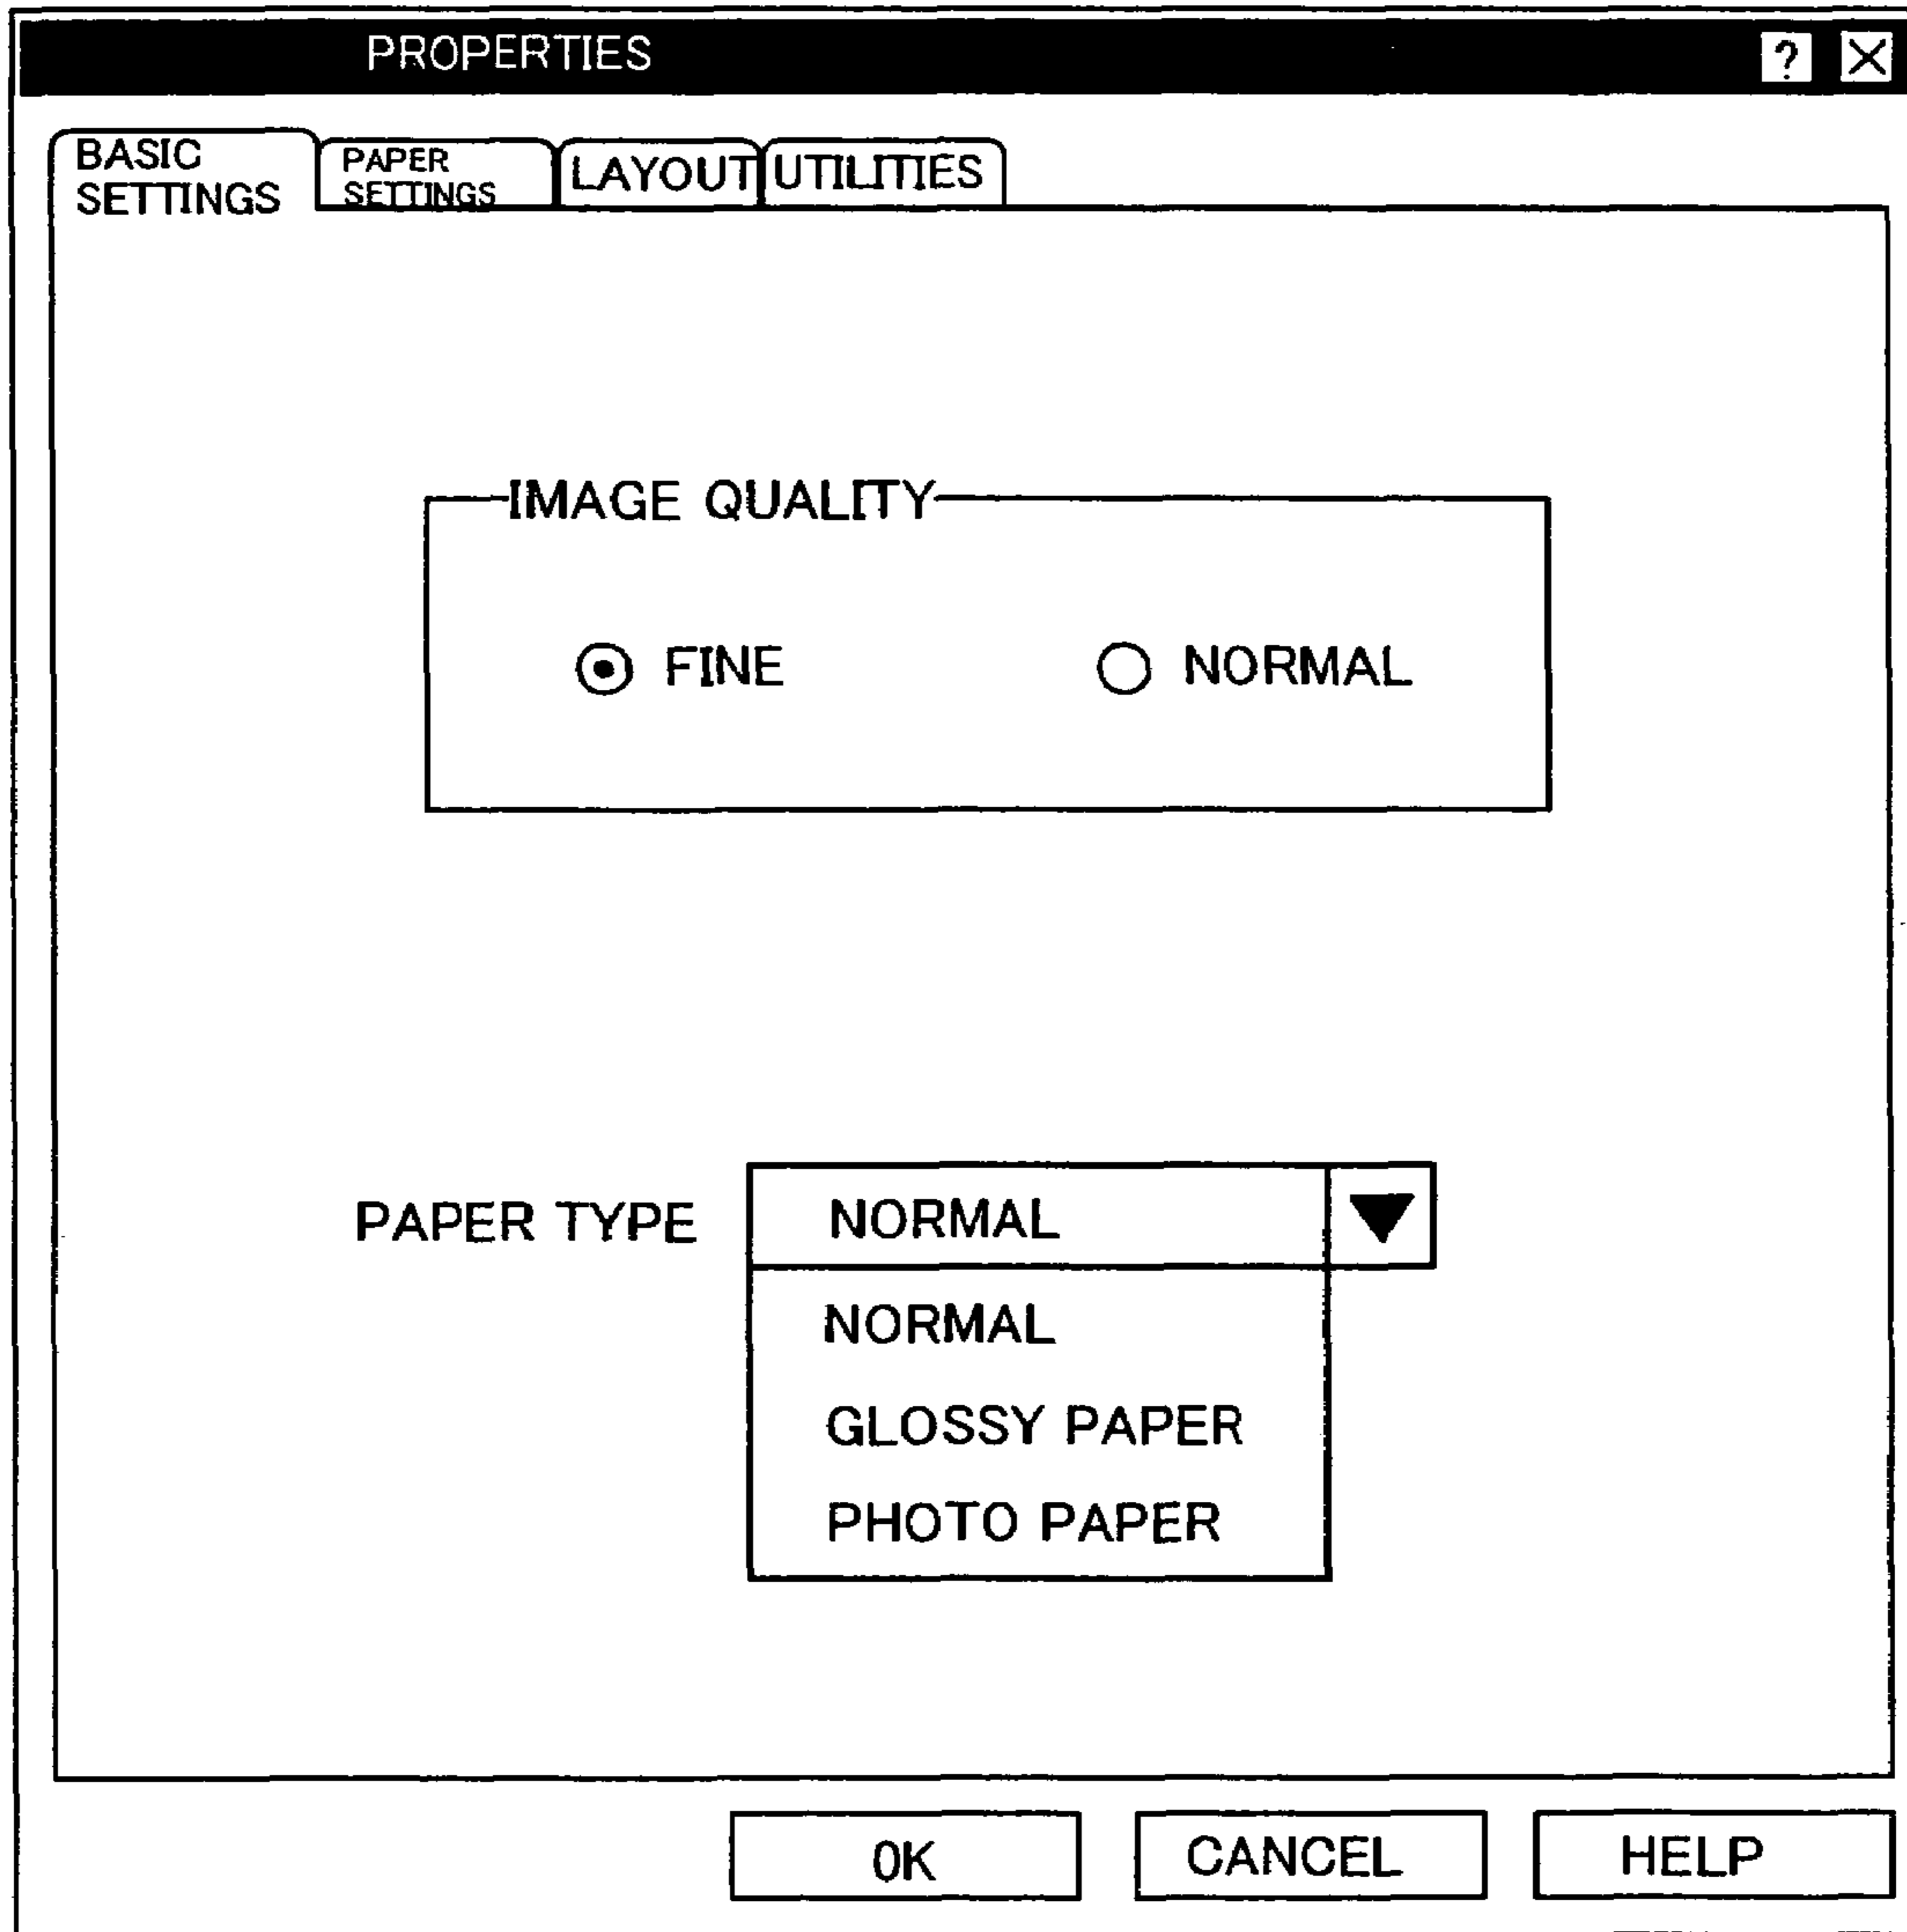 PROPERTIES ? X
BASIC
SETTINGS
PAPER
SETTINGS
LAYOUT
UTILITIES
IMAGE QUALITY
FINE
NORMAL
PAPER TYPE
NORMAL
NORMAL
GLOSSY PAPER
PHOTO PAPER
OK
CANCEL
HELP